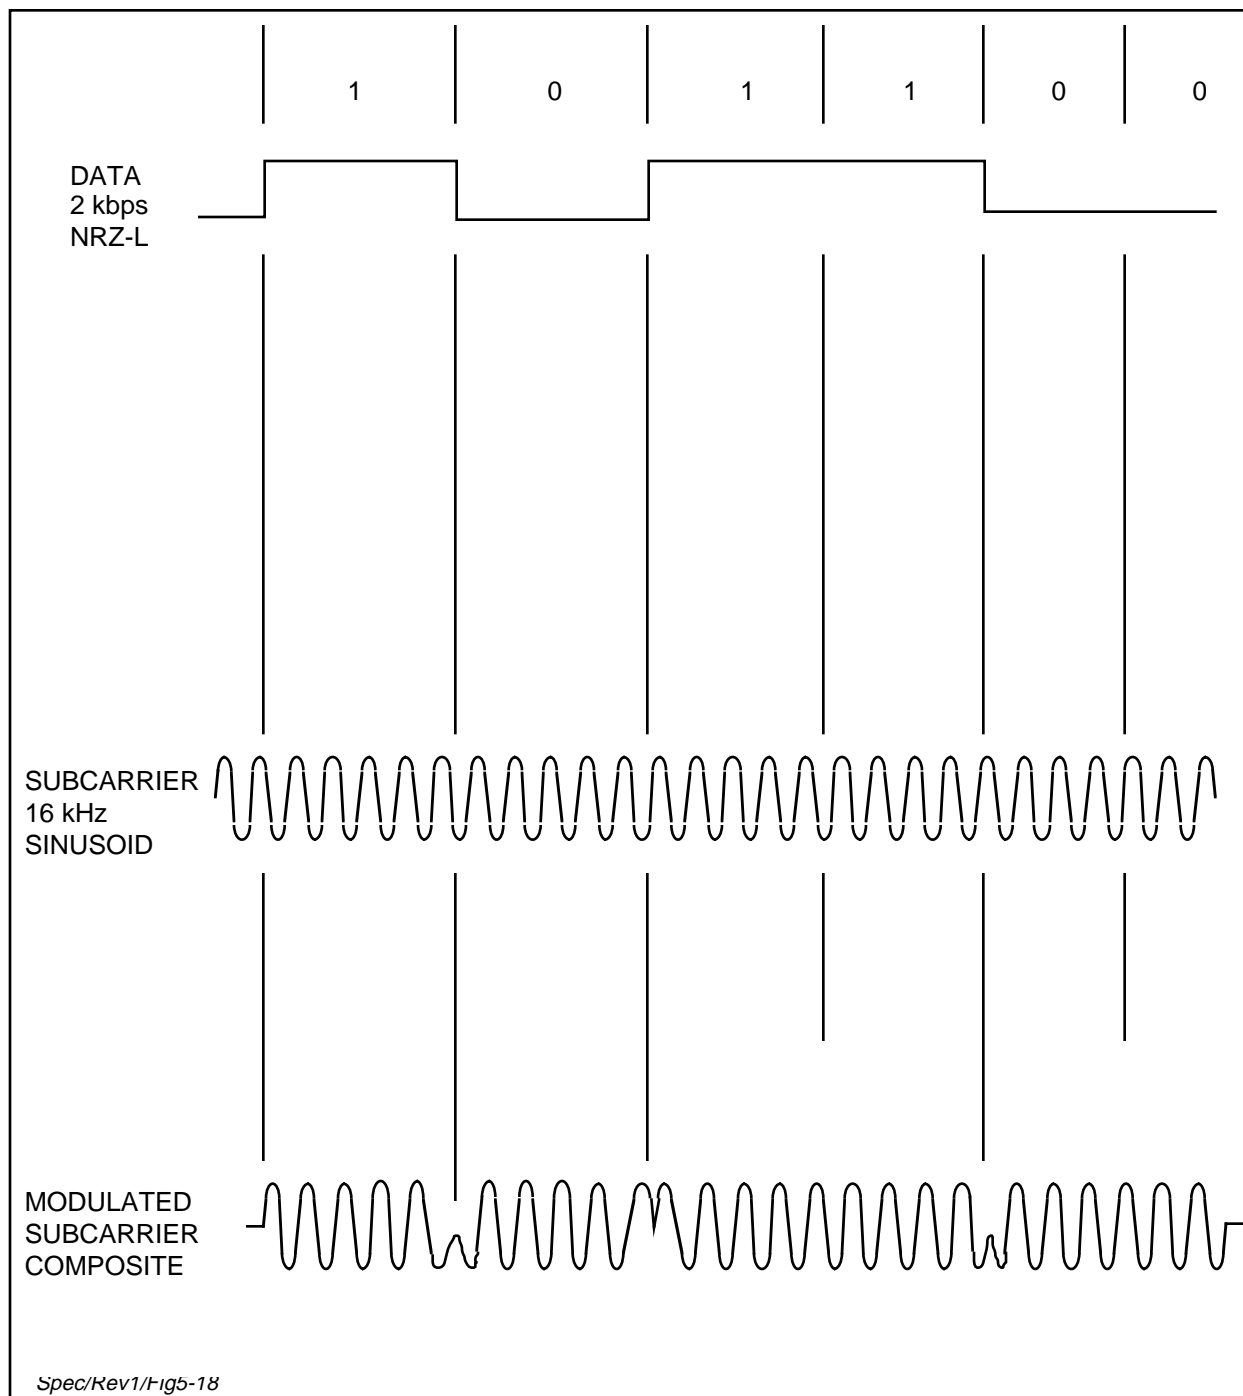 1 0 1 1 0 0
DATA
2 kbps
NRZ-L
SUBCARRIER
16 kHz
SINUSOID
MODULATED
SUBCARRIER
COMPOSITE
Spec/Rev1/Fig5-18